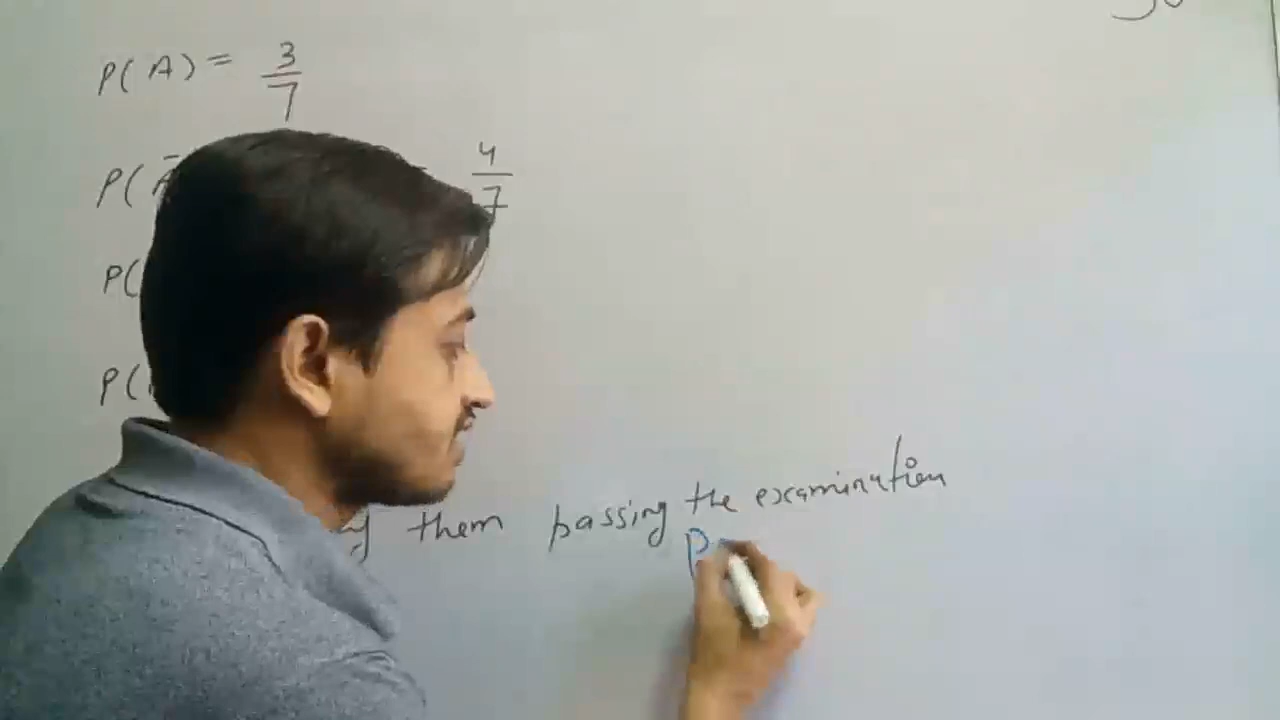 P(A) = 3/7
P(Ā 4/7
P(
P(
them passing the examination